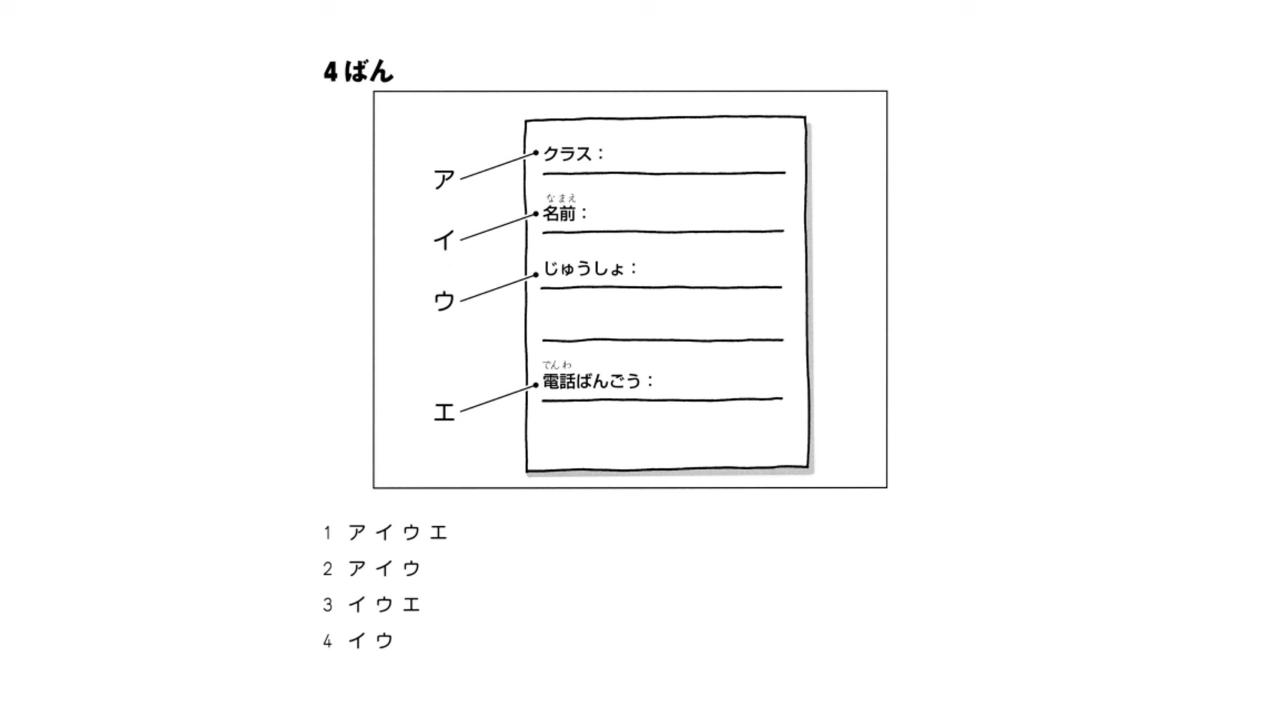 4ばん
ア
クラス：
なまえ
イ
名前：
ウ
じゅうしょ：
でんわ
エ
電話ばんごう：
1 ア イ ウ エ
2 ア イ ウ
3 イ ウ エ
4 イ ウ